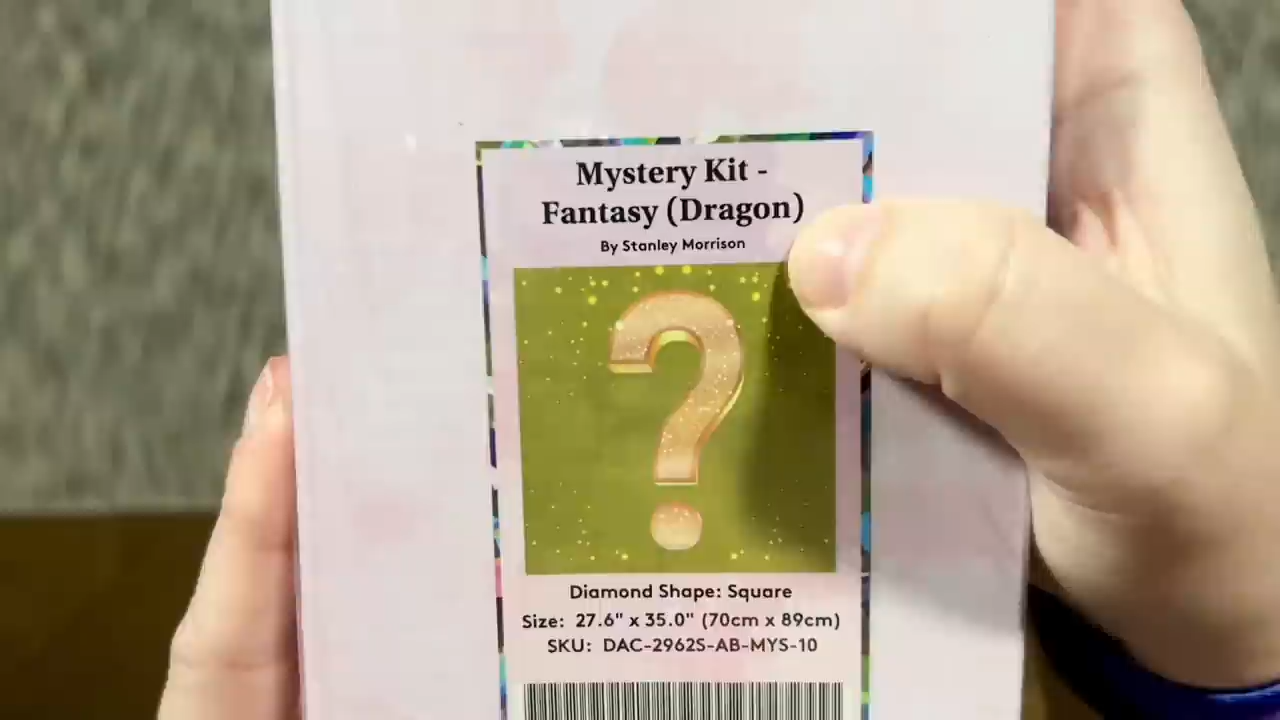 Mystery Kit -
Fantasy (Dragon)
By Stanley Morrison
?
Diamond Shape: Square
Size: 27.6" x 35.0" (70cm x 89cm)
SKU: DAC-2962S-AB-MYS-10